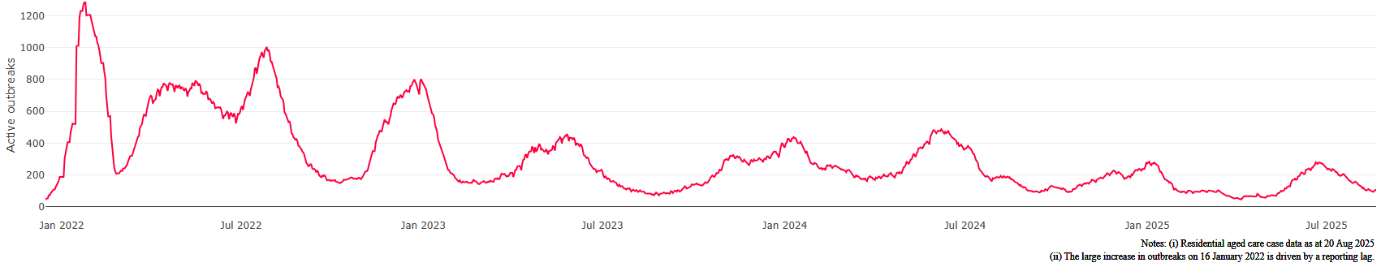 Active outbreaks
1200
1000
800
600
400
200
0
Jan 2022
Jul 2022
Jan 2023
Jul 2023
Jan 2024
Jul 2024
Jan 2025
Jul 2025
Notes: (i) Residential aged care case data as at 20 Aug 2025
(ii) The large increase in outbreaks on 16 January 2022 is driven by a reporting lag.